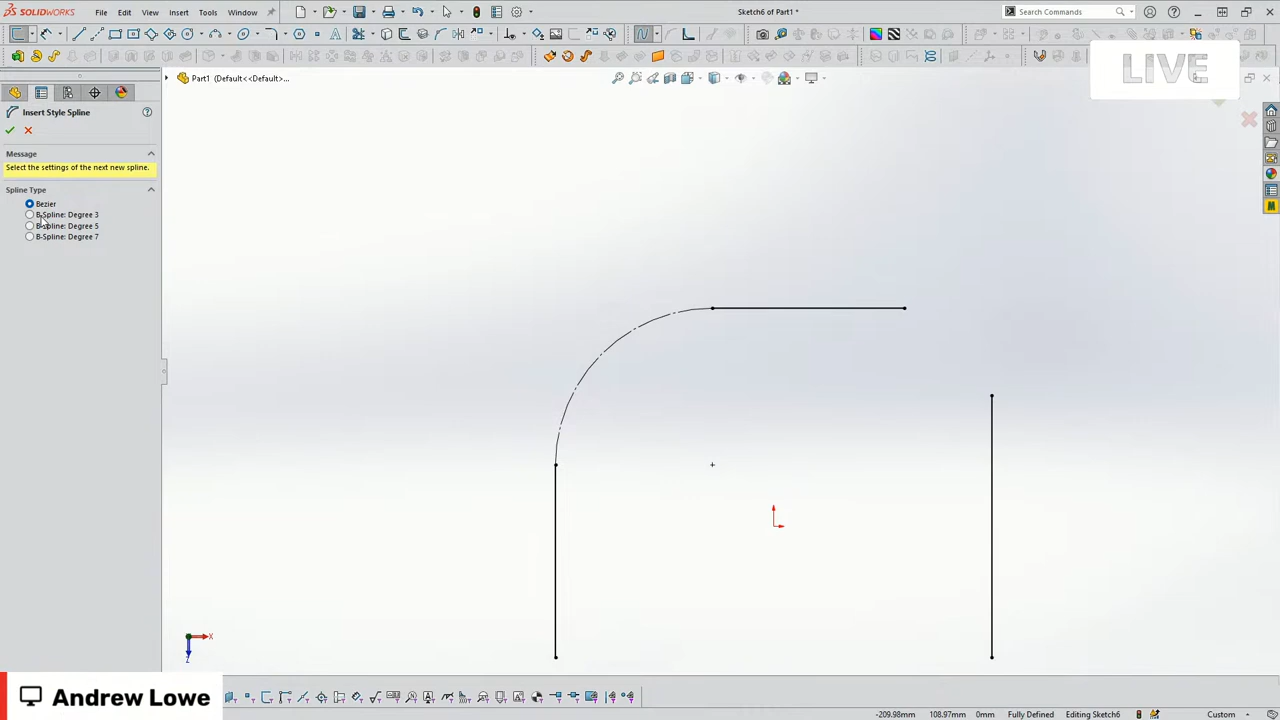 SOLIDWORKS
File
Edit
View
Insert
Tools
Window
Sketch6 of Part1 *
Search Commands
LIVE
Part1 (Default<<Default>...
Insert Style Spline
Message
Select the settings of the next new spline.
Spline Type
Bezier
B-Spline: Degree 3
B-Spline: Degree 5
B-Spline: Degree 7
X
Z
Andrew Lowe
-209.98mm
108.97mm
0mm
Fully Defined
Editing Sketch6
Custom